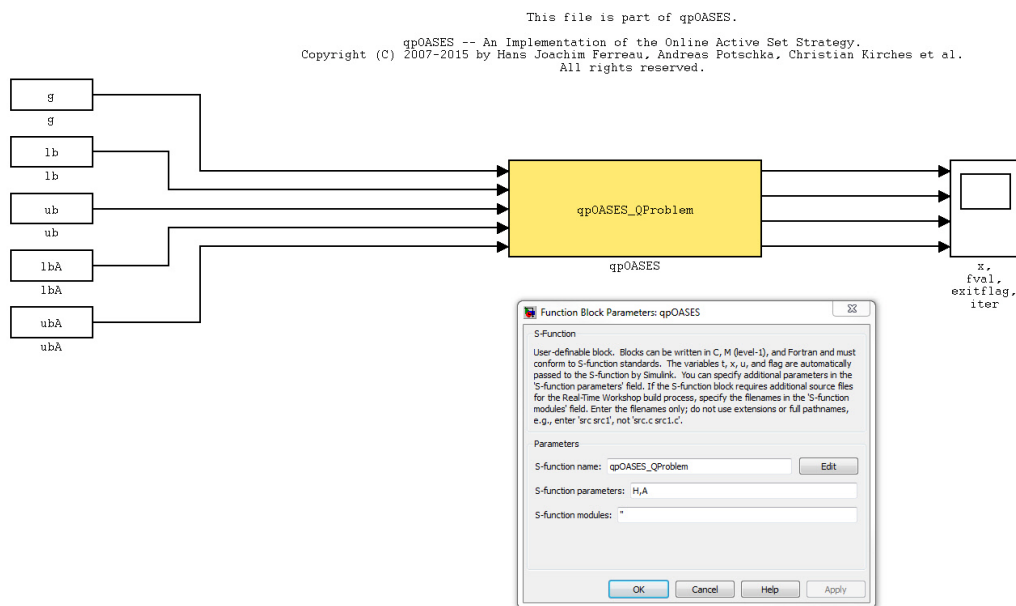 This file is part of qpOASES.
qpOASES -- An Implementation of the Online Active Set Strategy.
Copyright (C) 2007-2015 by Hans Joachim Ferreau, Andreas Potschka, Christian Kirches et al.
All rights reserved.
g
g
lb
lb
ub
ub
lbA
lbA
ubA
ubA
qpOASES_QProblem
qpOASES
x,
fval,
exitflag,
iter
Function Block Parameters: qpOASES
S-Function
User-definable block. Blocks can be written in C, M (level-1), and Fortran and must
conform to S-function standards. The variables t, x, u, and flag are automatically
passed to the S-function by Simulink. You can specify additional parameters in the
'S-function parameters' field. If the S-function block requires additional source files
for the Real-Time Workshop build process, specify the filenames in the 'S-function
modules' field. Enter the filenames only; do not use extensions or full pathnames,
e.g., enter 'src src1', not 'src.c src1.c'.
Parameters
S-function name: qpOASES_QProblem Edit
S-function parameters: H,A
S-function modules: ''
OK Cancel Help Apply